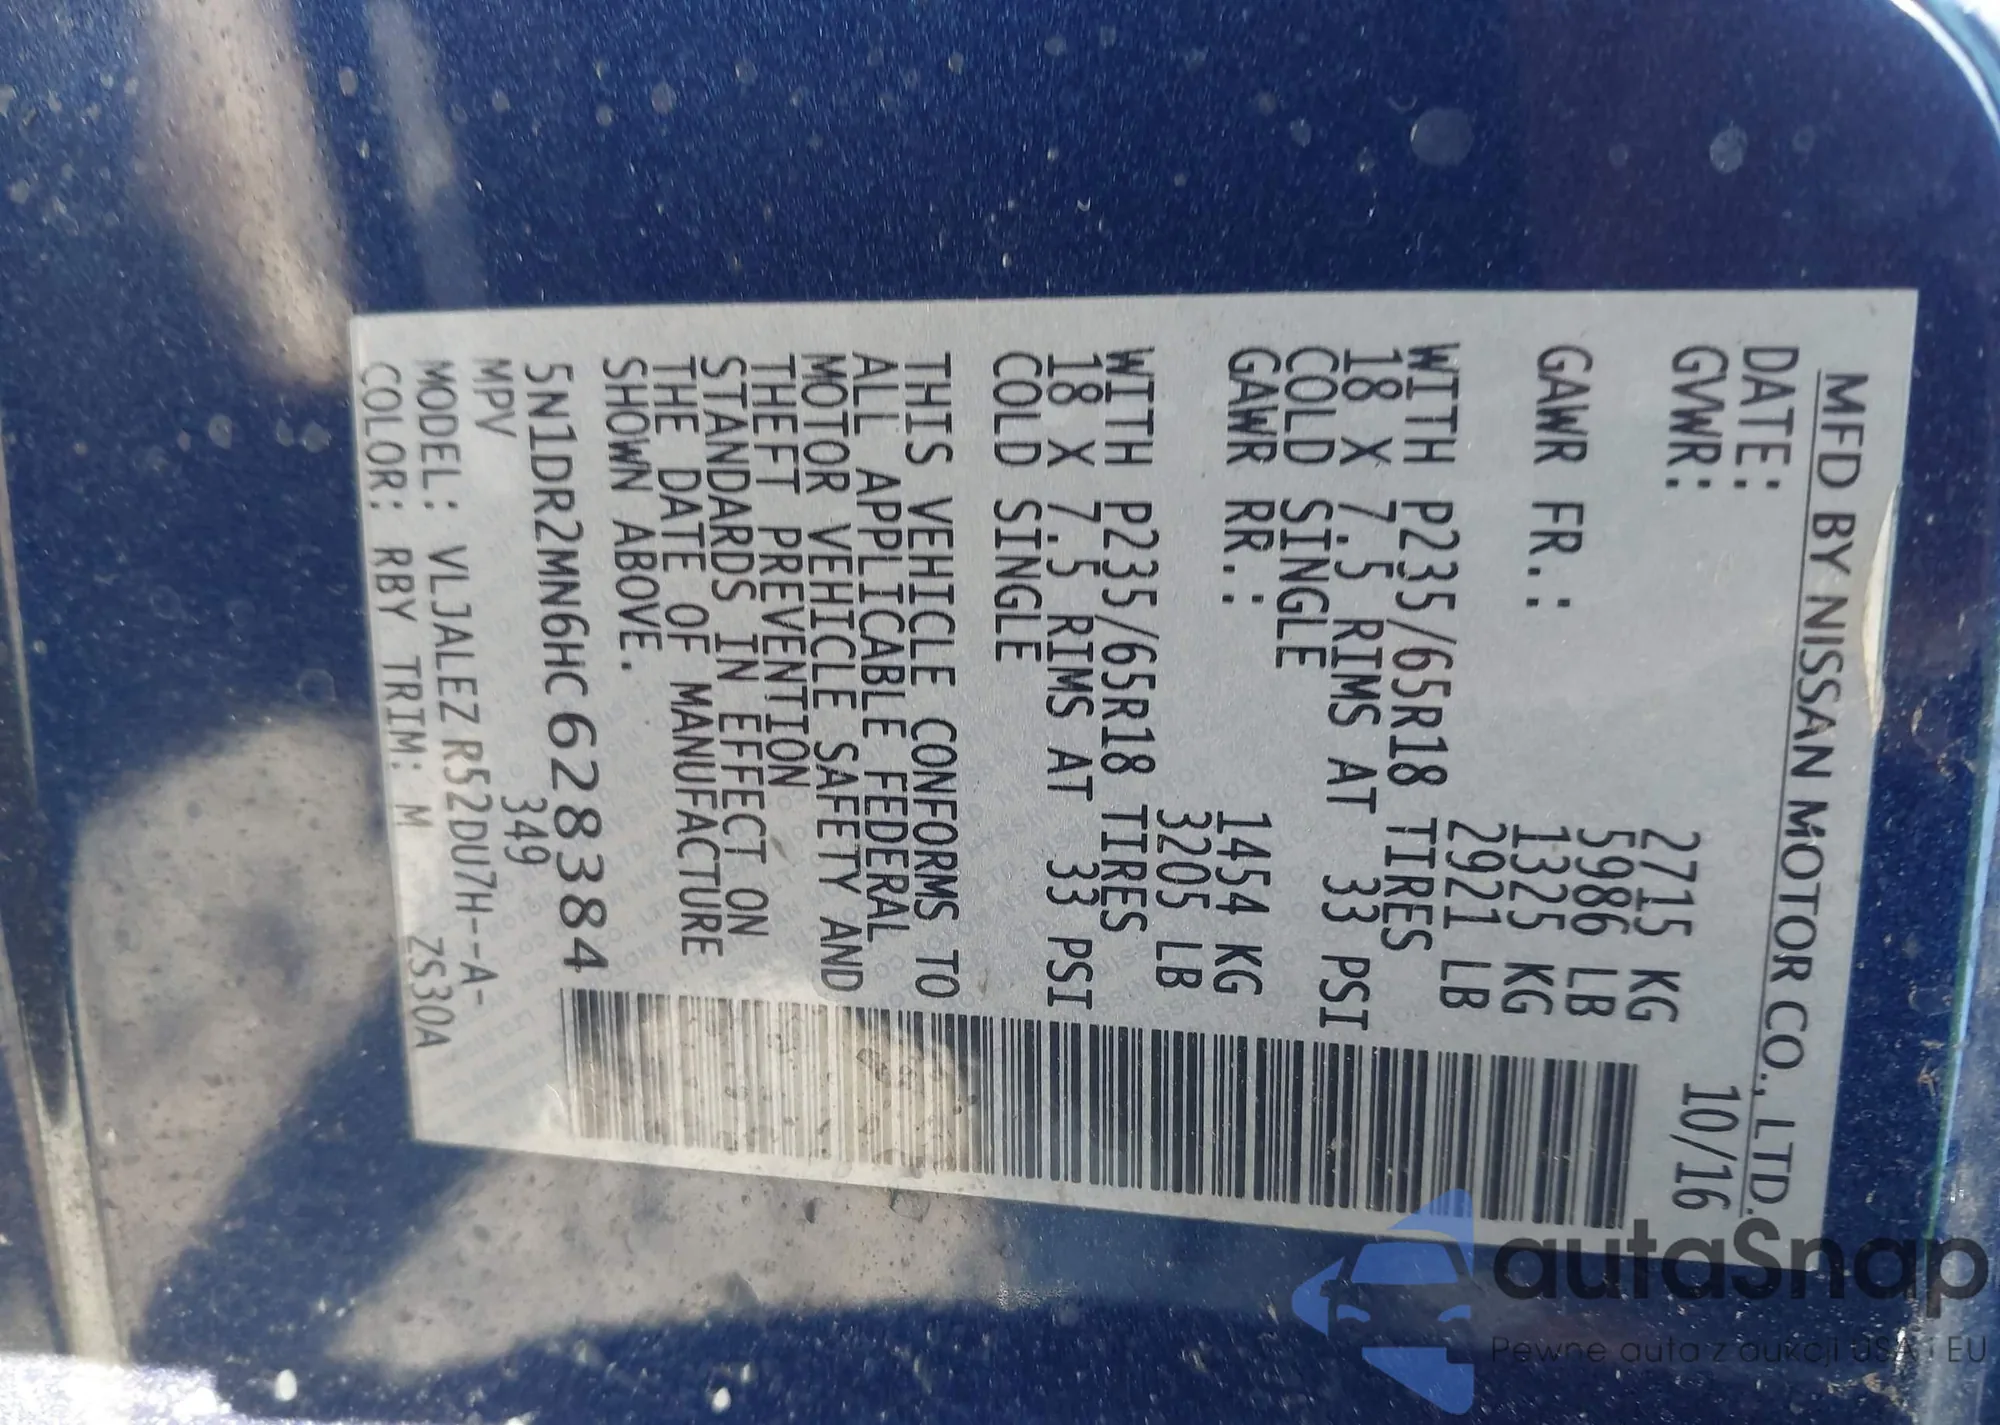 MFD BY NISSAN MOTOR CO., LTD.
DATE: 10/16
GVWR: 2715 KG
5986 LB
GAWR FR.: 1325 KG
2921 LB
WITH P235/65R18 TIRES
18 X 7.5 RIMS AT 33 PSI
COLD SINGLE
GAWR RR.: 1454 KG
3205 LB
WITH P235/65R18 TIRES
18 X 7.5 RIMS AT 33 PSI
COLD SINGLE
THIS VEHICLE CONFORMS TO
ALL APPLICABLE FEDERAL
MOTOR VEHICLE SAFETY AND
THEFT PREVENTION
STANDARDS IN EFFECT ON
THE DATE OF MANUFACTURE
SHOWN ABOVE.
5N1DR2MN6HC628384
MPV 349
MODEL: VLJALEZ R52DU7H--A-
COLOR: RBY TRIM: M ZS30A
autaSnap
Pewne auta z aukcji USA i EU